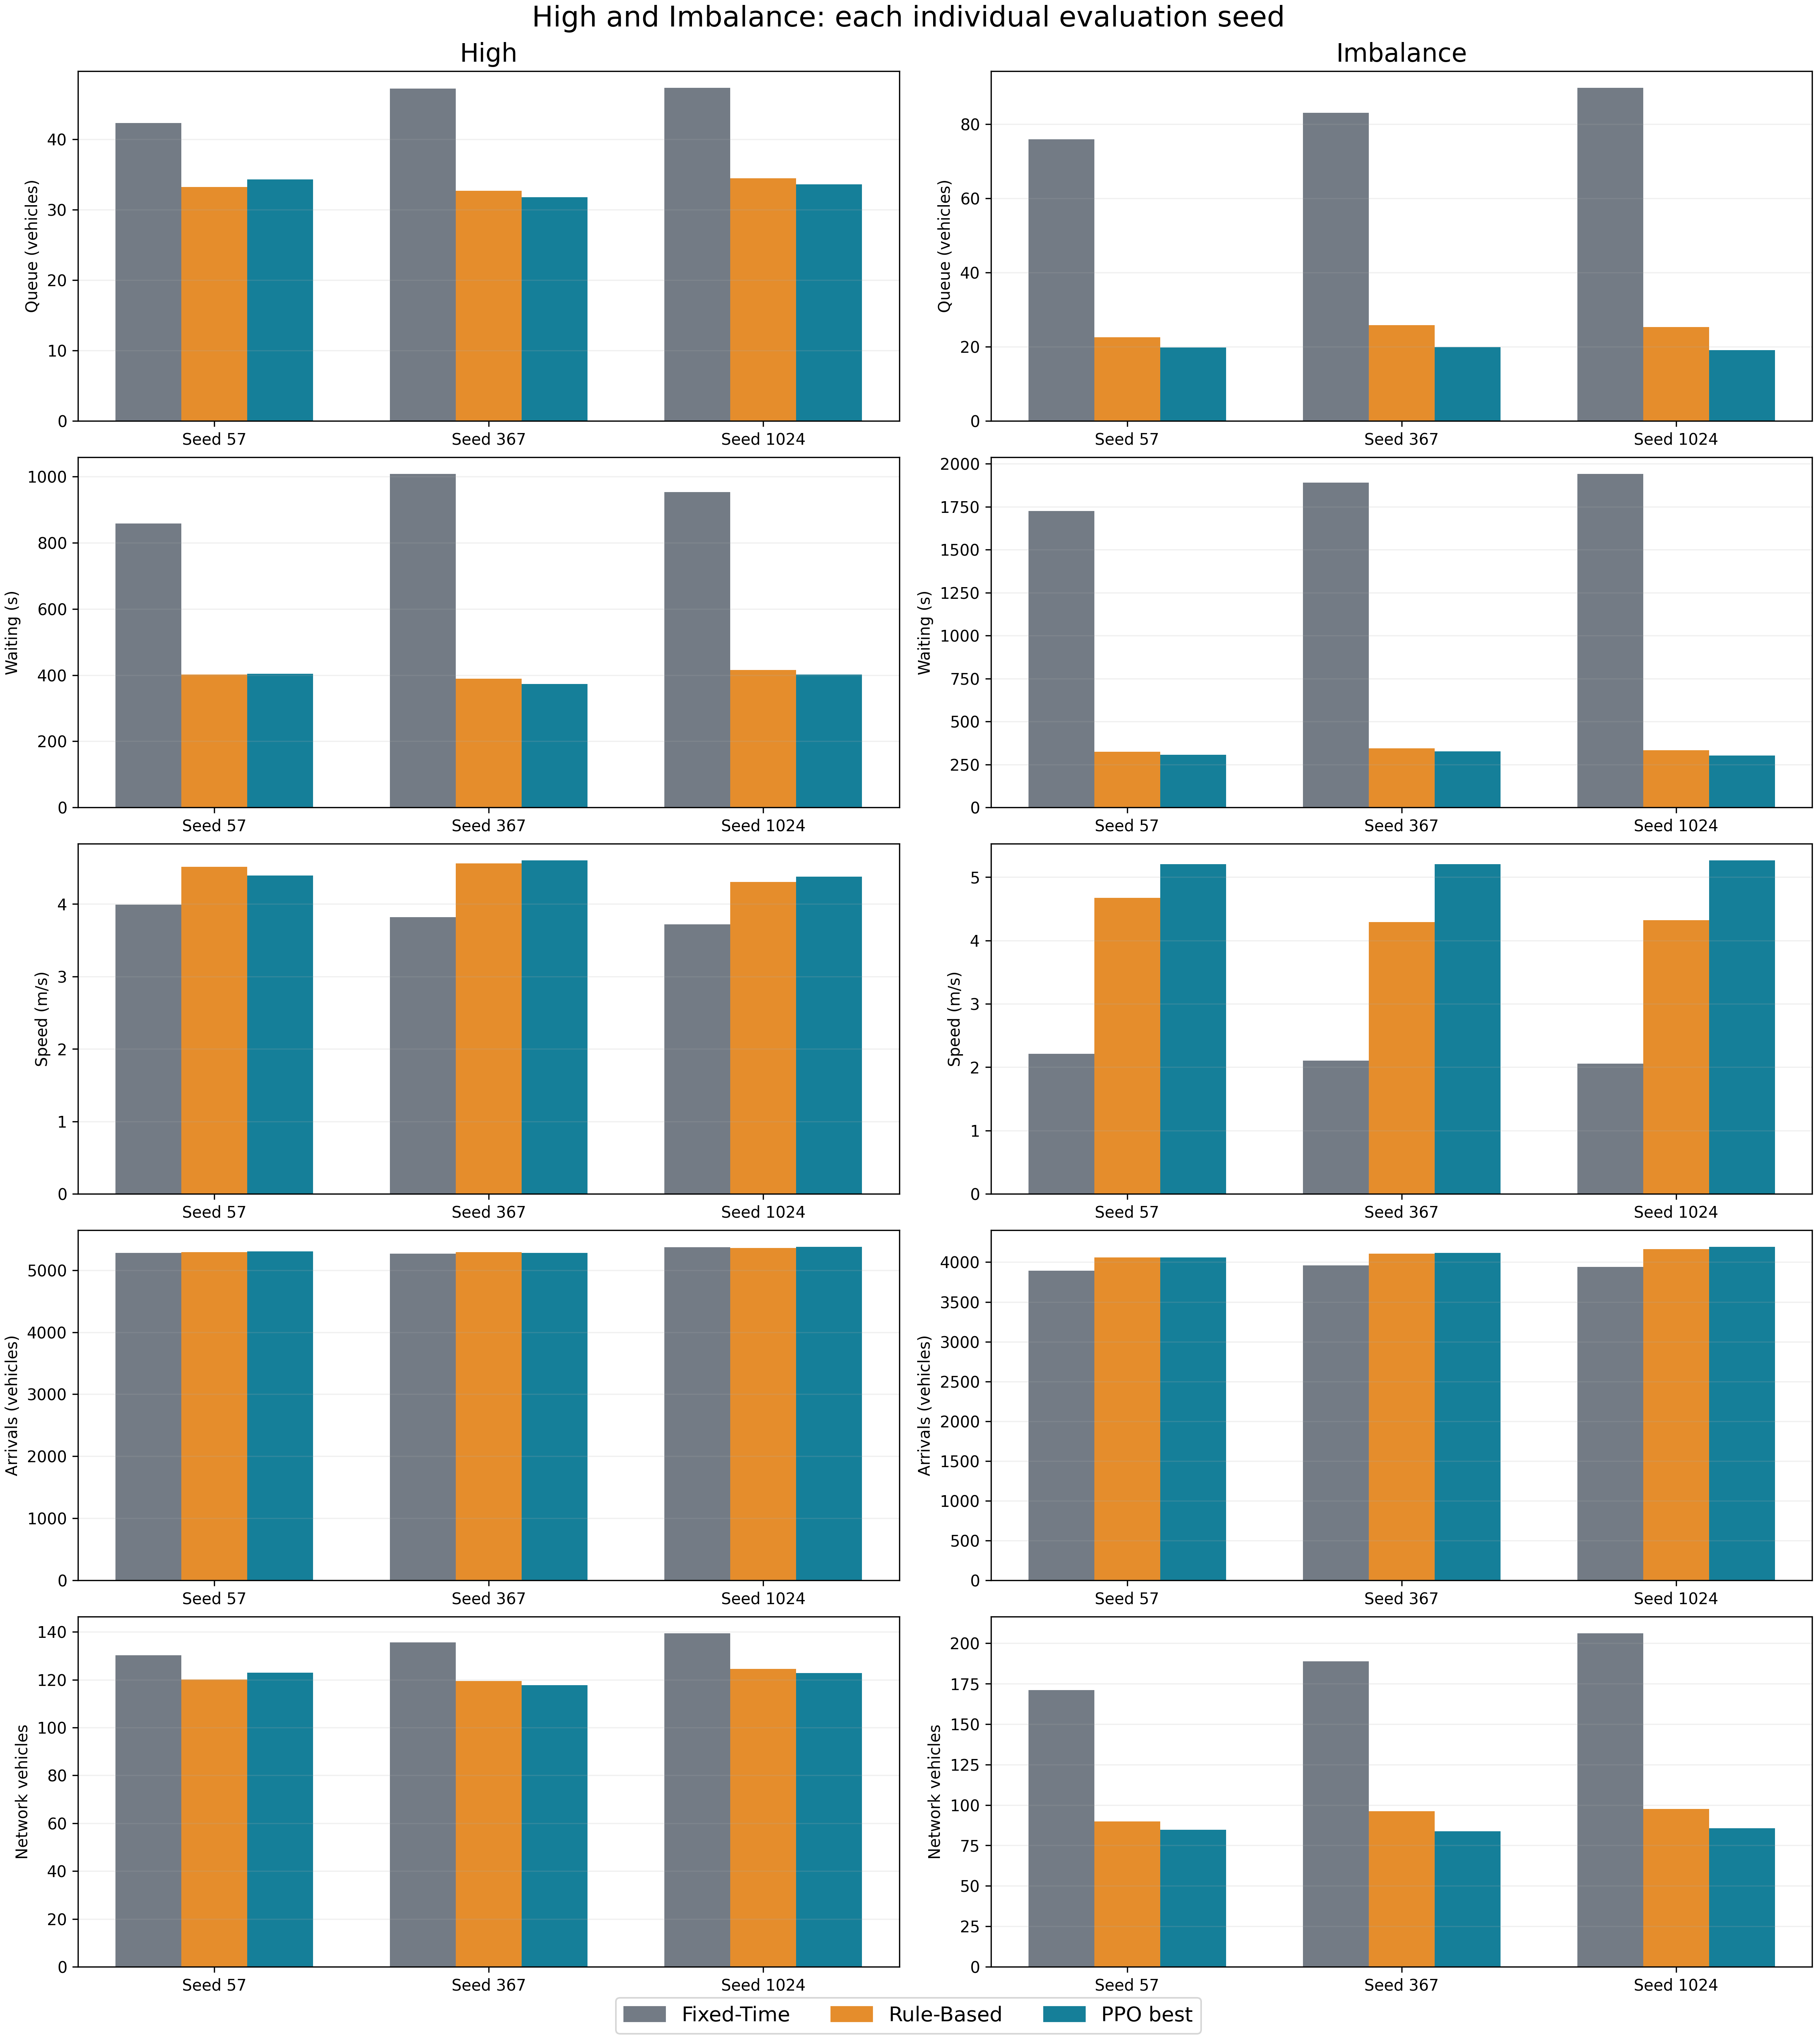 High and Imbalance: each individual evaluation seed
High
Imbalance
Queue (vehicles)
40
30
20
10
0
Seed 57
Seed 367
Seed 1024
Queue (vehicles)
80
60
40
20
0
Seed 57
Seed 367
Seed 1024
Waiting (s)
1000
800
600
400
200
0
Seed 57
Seed 367
Seed 1024
Waiting (s)
2000
1750
1500
1250
1000
750
500
250
0
Seed 57
Seed 367
Seed 1024
Speed (m/s)
4
3
2
1
0
Seed 57
Seed 367
Seed 1024
Speed (m/s)
5
4
3
2
1
0
Seed 57
Seed 367
Seed 1024
Arrivals (vehicles)
5000
4000
3000
2000
1000
0
Seed 57
Seed 367
Seed 1024
Arrivals (vehicles)
4000
3500
3000
2500
2000
1500
1000
500
0
Seed 57
Seed 367
Seed 1024
Network vehicles
140
120
100
80
60
40
20
0
Seed 57
Seed 367
Seed 1024
Network vehicles
200
175
150
125
100
75
50
25
0
Seed 57
Seed 367
Seed 1024
Fixed-Time
Rule-Based
PPO best